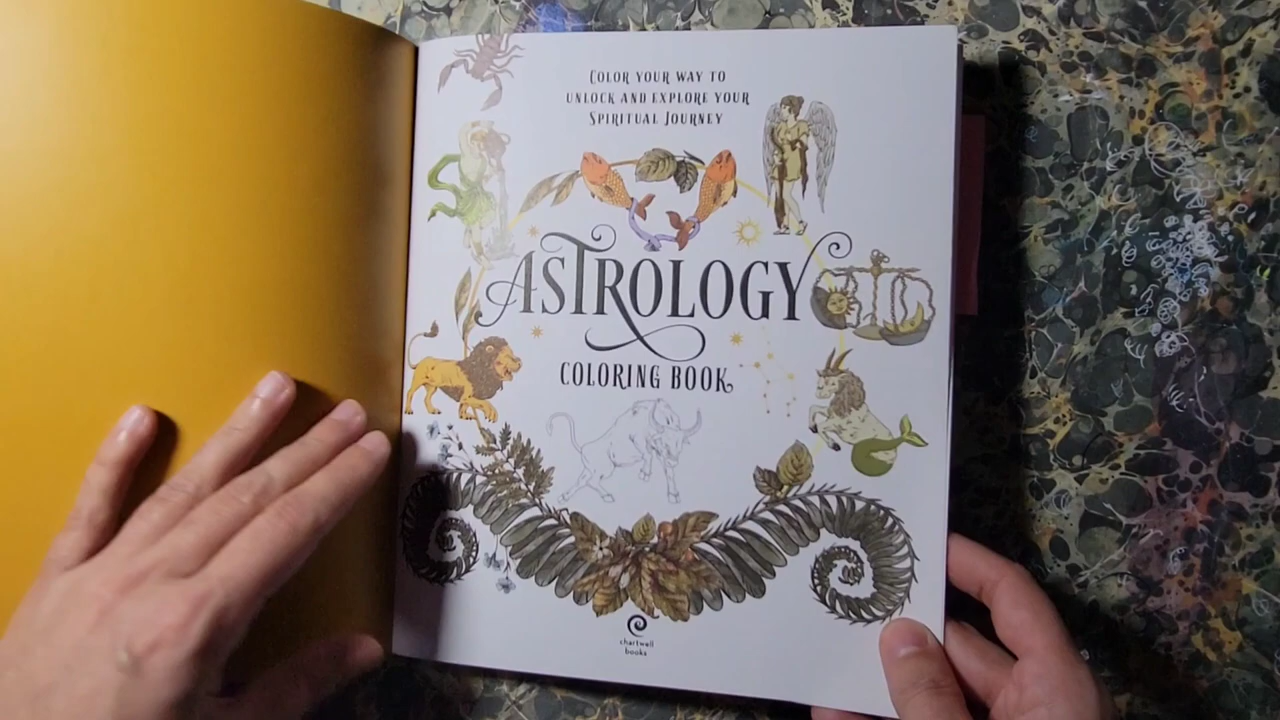 Color your way to
unlock and explore your
Spiritual Journey
Astrology
Coloring Book
chartwell
books